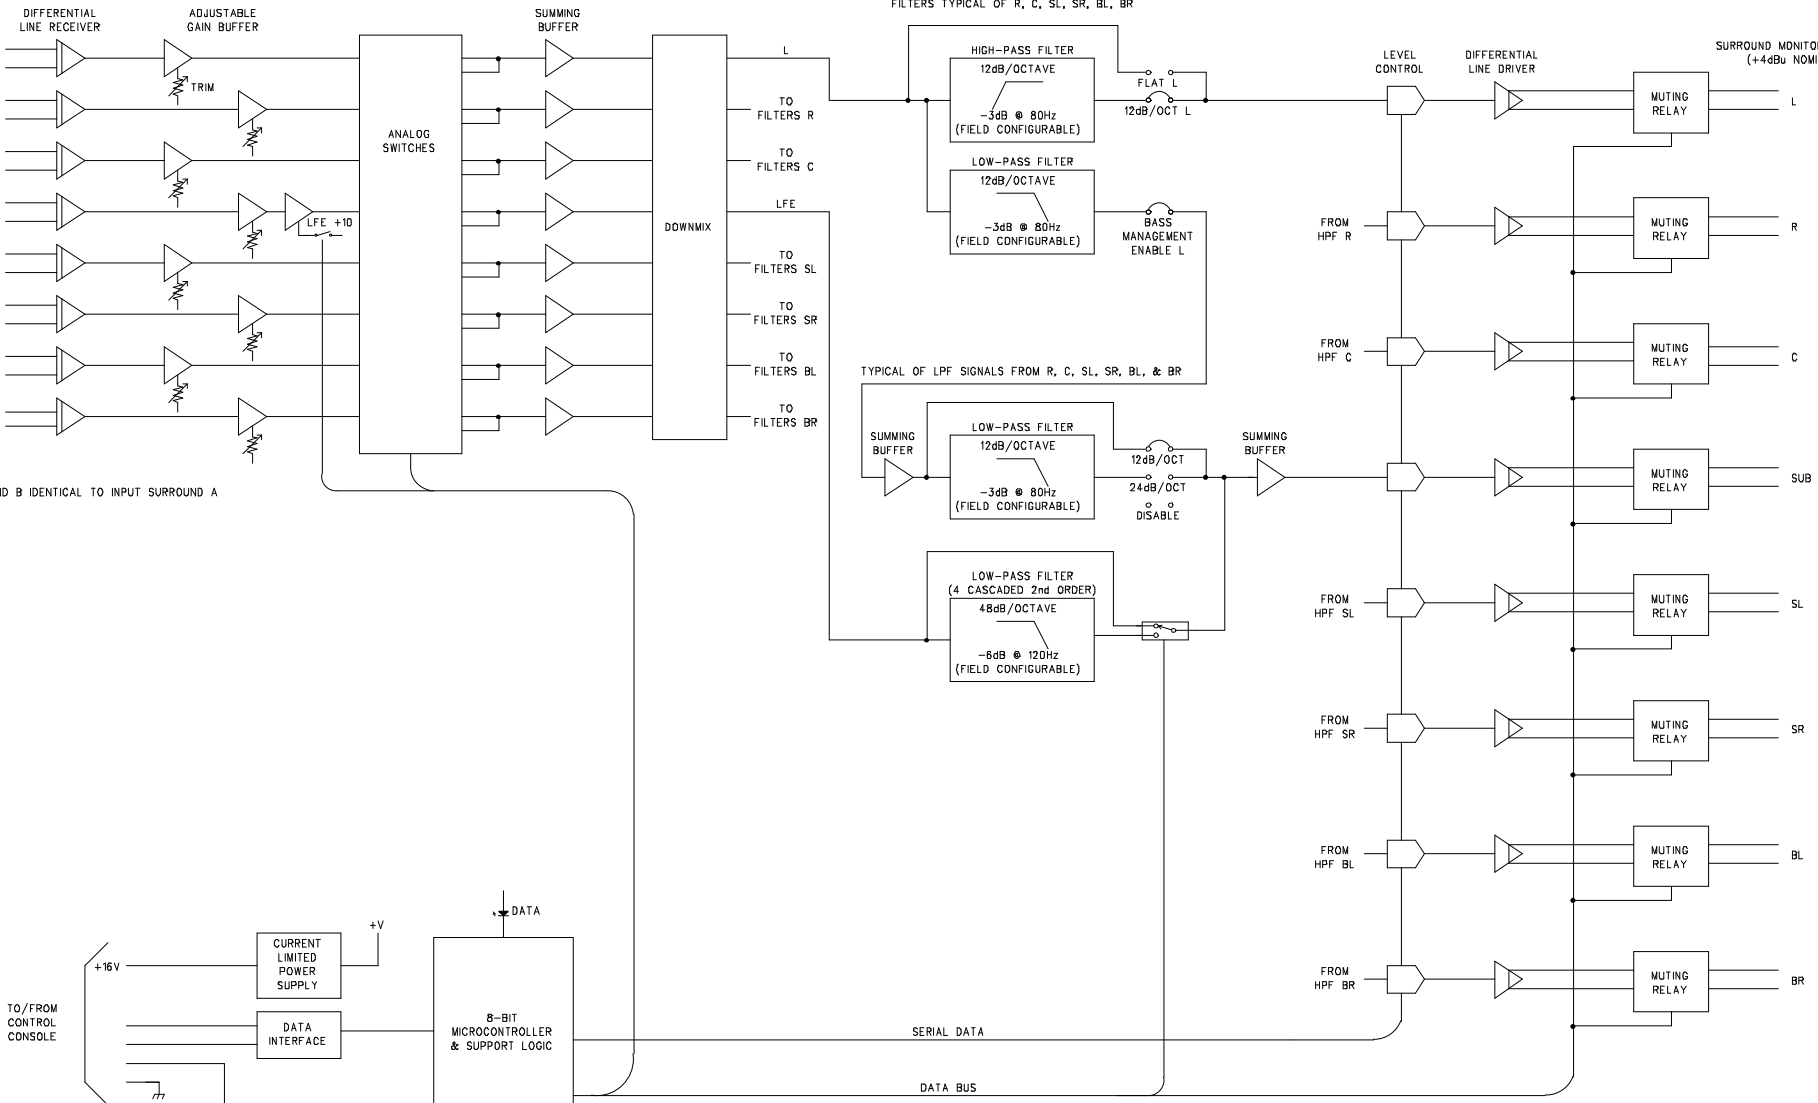 FILTERS TYPICAL OF R, C, SL, SR, BL, BR
DIFFERENTIAL
LINE RECEIVER
ADJUSTABLE
GAIN BUFFER
SUMMING
BUFFER
TRIM
LFE +10
ANALOG
SWITCHES
DOWNMIX
L
TO
FILTERS R
TO
FILTERS C
LFE
TO
FILTERS SL
TO
FILTERS SR
TO
FILTERS BL
TO
FILTERS BR
HIGH-PASS FILTER
12dB/OCTAVE
-3dB @ 80Hz
(FIELD CONFIGURABLE)
FLAT L
12dB/OCT L
LOW-PASS FILTER
12dB/OCTAVE
-3dB @ 80Hz
(FIELD CONFIGURABLE)
BASS
MANAGEMENT
ENABLE L
TYPICAL OF LPF SIGNALS FROM R, C, SL, SR, BL, & BR
SUMMING
BUFFER
LOW-PASS FILTER
12dB/OCTAVE
-3dB @ 80Hz
(FIELD CONFIGURABLE)
12dB/OCT
24dB/OCT
DISABLE
SUMMING
BUFFER
LOW-PASS FILTER
(4 CASCADED 2nd ORDER)
48dB/OCTAVE
-6dB @ 120Hz
(FIELD CONFIGURABLE)
LEVEL
CONTROL
DIFFERENTIAL
LINE DRIVER
SURROUND MONITO
(+4dBu NOMI
MUTING
RELAY
L
FROM
HPF R
MUTING
RELAY
R
FROM
HPF C
MUTING
RELAY
C
MUTING
RELAY
SUB
FROM
HPF SL
MUTING
RELAY
SL
FROM
HPF SR
MUTING
RELAY
SR
FROM
HPF BL
MUTING
RELAY
BL
FROM
HPF BR
MUTING
RELAY
BR
ND B IDENTICAL TO INPUT SURROUND A
DATA
+V
+16V
CURRENT
LIMITED
POWER
SUPPLY
TO/FROM
CONTROL
CONSOLE
DATA
INTERFACE
8-BIT
MICROCONTROLLER
& SUPPORT LOGIC
SERIAL DATA
DATA BUS